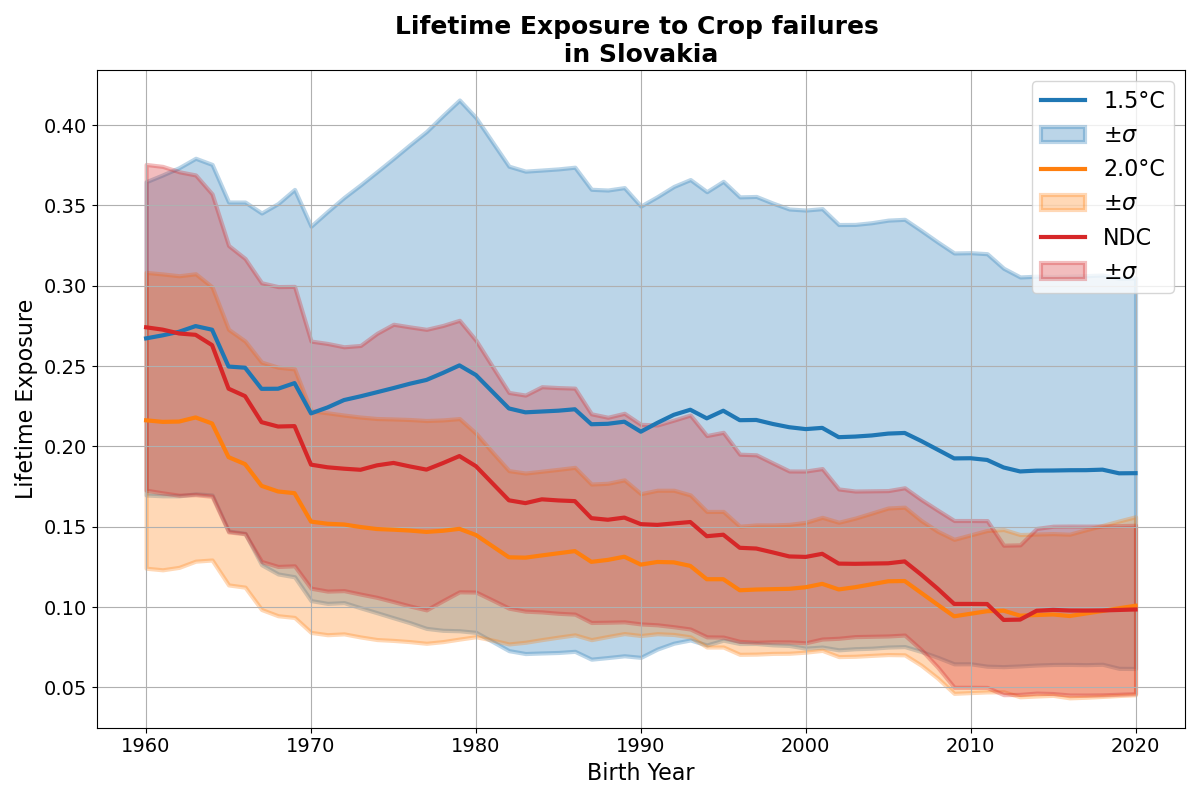 Lifetime Exposure to Crop failures
in Slovakia
Lifetime Exposure
0.40
0.35
0.30
0.25
0.20
0.15
0.10
0.05
1960
1970
1980
1990
2000
2010
2020
Birth Year
1.5°C
±σ
2.0°C
±σ
NDC
±σ